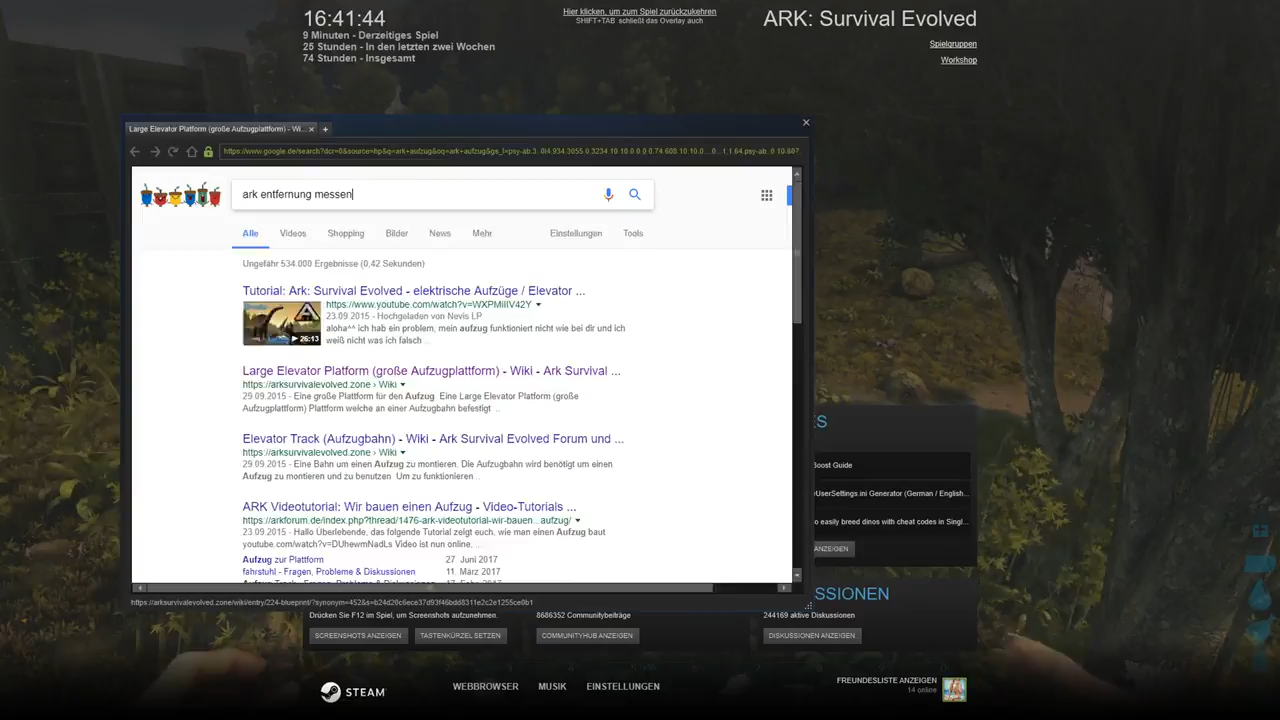 16:41:44
9 Minuten - Derzeitiges Spiel
25 Stunden - In den letzten zwei Wochen
74 Stunden - Insgesamt
Hier klicken, um zum Spiel zurückzukehren
SHIFT+TAB schließt das Overlay auch
ARK: Survival Evolved
Spielgruppen
Workshop
Large Elevator Platform (große Aufzugplattform) - Wi...
ark entfernung messen
Alle Videos Shopping Bilder News Mehr Einstellungen Tools
Ungefähr 534.000 Ergebnisse (0,42 Sekunden)
Tutorial: Ark: Survival Evolved - elektrische Aufzüge / Elevator ...
23.09.2015 - Hochgeladen von Nevis LP
aloha^^ ich hab ein problem, mein aufzug funktioniert nicht wie bei dir und ich
weiß nicht was ich falsch ...
26:13
Large Elevator Platform (große Aufzugplattform) - Wiki - Ark Survival ...
https://arksurvivalevolved.zone › Wiki
29.09.2015 - Eine große Plattform für den Aufzug Eine Large Elevator Platform (große
Aufzugplattform) Plattform welche an einer Aufzugbahn befestigt ...
Elevator Track (Aufzugbahn) - Wiki - Ark Survival Evolved Forum und ...
https://arksurvivalevolved.zone › Wiki
29.09.2015 - Eine Bahn um einen Aufzug zu montieren. Die Aufzugbahn wird benötigt um einen
Aufzug zu montieren und zu benutzen Um zu funktionieren ...
ARK Videotutorial: Wir bauen einen Aufzug - Video-Tutorials ...
https://arkforum.de/index.php?thread/1476-ark-videotutorial-wir-bauen...aufzug/
23.09.2015 - Hallo Überlebende, das folgende Tutorial zeigt euch, wie man einen Aufzug baut
youtube.com/watch?v=DUhewmNadLs Video ist nun online, ...
Aufzug zur Plattform 27. Juni 2017
fahrstuhl - Fragen, Probleme & Diskussionen 11. März 2017
ES
Boost Guide
UserSettings.ini Generator (German / English...
o easily breed dinos with cheat codes in Singl...
ANZEIGEN
SSIONEN
Drücken Sie F12 im Spiel, um Screenshots aufzunehmen.
8686352 Communitybeiträge
244169 aktive Diskussionen
SCREENSHOTS ANZEIGEN TASTENKÜRZEL SETZEN COMMUNITYHUB ANZEIGEN DISKUSSIONEN ANZEIGEN
STEAM WEBBROWSER MUSIK EINSTELLUNGEN
FREUNDESLISTE ANZEIGEN
14 online